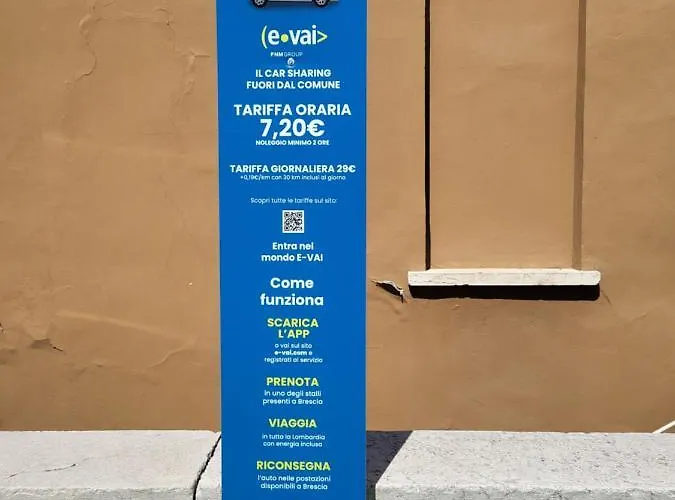 (e•vai>
FNMGROUP
IL CAR SHARING
FUORI DAL COMUNE
TARIFFA ORARIA
7,20€
NOLEGGIO MINIMO 2 ORE
TARIFFA GIORNALIERA 29€
+0,19€/km con 30 km inclusi al giorno
Scopri tutte le tariffe sul sito:
Entra nel
mondo E-VAI
Come
funziona
SCARICA
L'APP
o vai sul sito
e-vai.com e
registrati al servizio
PRENOTA
in uno degli stalli
presenti a Brescia
VIAGGIA
in tutta la Lombardia
con energia inclusa
RICONSEGNA
l'auto nelle postazioni
disponibili a Brescia